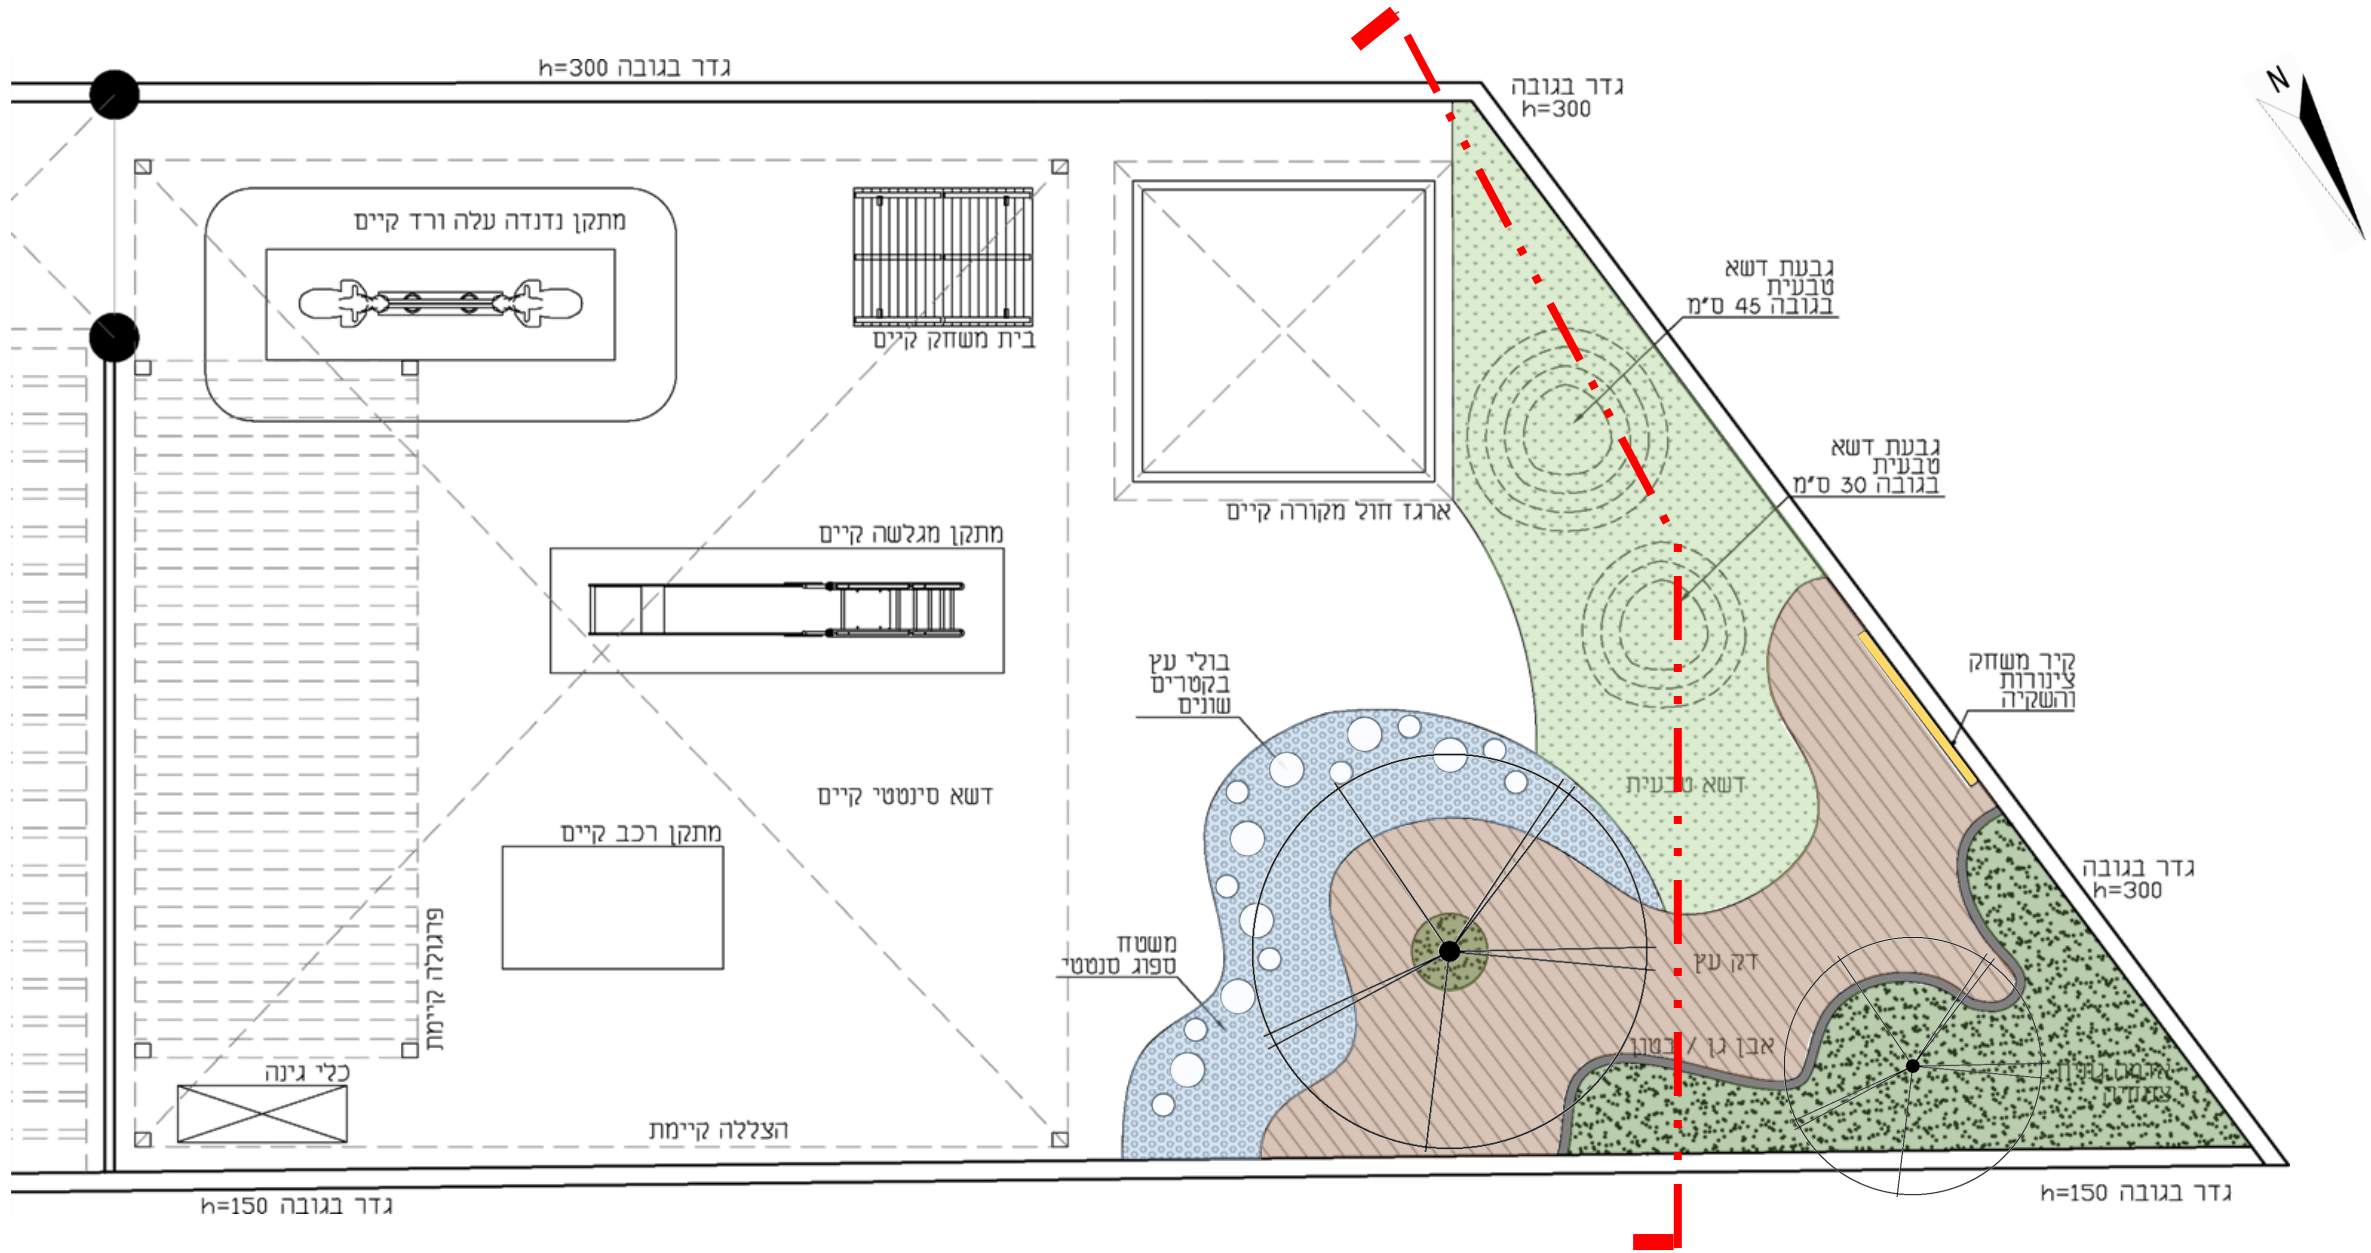 גדר בגובה h=300
גדר בגובה
h=300
N
מתקן נדנדה עלה ורד קיים
בית משחק קיים
גבעת דשא
טבעית
בגובה 45 ס"מ
גבעת דשא
טבעית
בגובה 30 ס"מ
ארגז חול מקורה קיים
מתקן מגלשה קיים
בולי עץ
בקטרים
שונים
קיר משחק
צינורות
והשקיה
דשא סינטטי קיים
דשא טבעית
מתקן רכב קיים
גדר בגובה
h=300
פרגולה קיימת
משטח
ספוג סנטטי
דק עץ
אבן גן / בטון
כלי גינה
הצללה קיימת
גדר בגובה h=150
גדר בגובה h=150